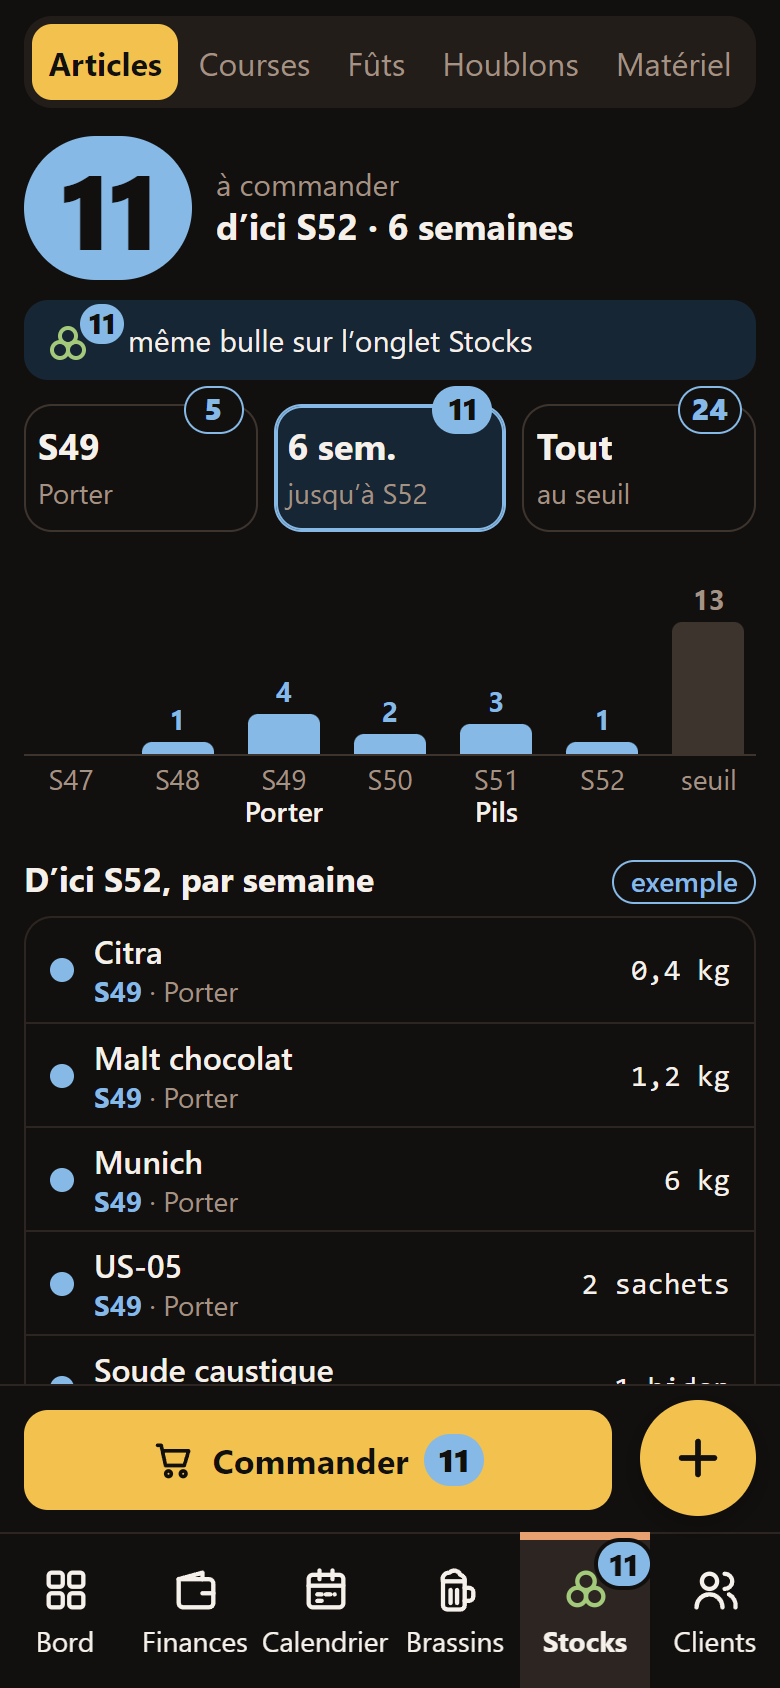 Articles Courses Fûts Houblons Matériel
11
à commander
d’ici S52 · 6 semaines
11
même bulle sur l’onglet Stocks
5
S49
Porter
11
6 sem.
jusqu’à S52
24
Tout
au seuil
13
1 4 2 3 1
S47 S48 S49 S50 S51 S52 seuil
Porter Pils
D’ici S52, par semaine
exemple
Citra
S49 · Porter
0,4 kg
Malt chocolat
S49 · Porter
1,2 kg
Munich
S49 · Porter
6 kg
US-05
S49 · Porter
2 sachets
Soude caustique
1 bidon
Commander 11
11
Bord Finances Calendrier Brassins Stocks Clients